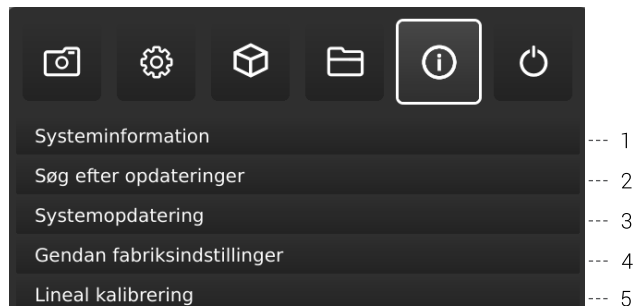 Systeminformation --- 1
Søg efter opdateringer --- 2
Systemopdatering --- 3
Gendan fabriksindstillinger --- 4
Lineal kalibrering --- 5